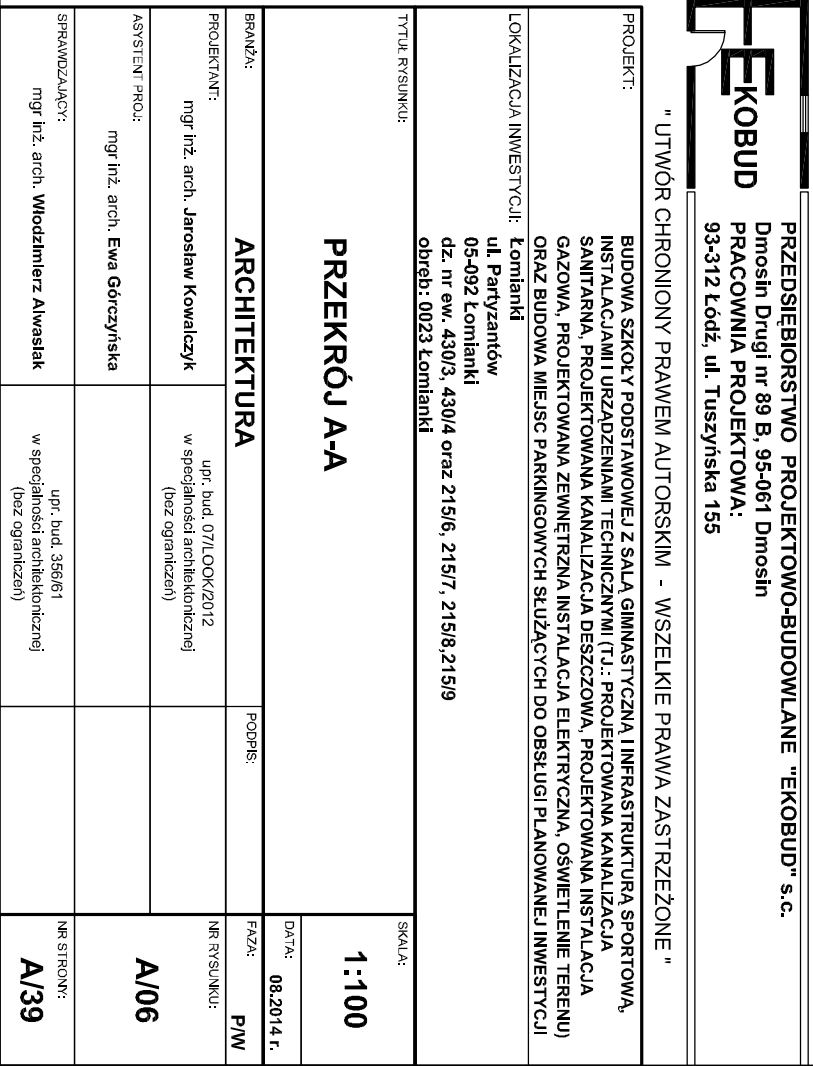 EKOBUD
PRZEDSIĘBIORSTWO PROJEKTOWO-BUDOWLANE "EKOBUD" s.c.
Dmosin Drugi nr 89 B, 95-061 Dmosin
PRACOWNIA PROJEKTOWA:
93-312 Łódź, ul. Tuszyńska 155
" UTWÓR CHRONIONY PRAWEM AUTORSKIM - WSZELKIE PRAWA ZASTRZEŻONE "
PROJEKT:
BUDOWA SZKOŁY PODSTAWOWEJ Z SALĄ GIMNASTYCZNĄ I INFRASTRUKTURĄ SPORTOWĄ,
INSTALACJAMI I URZĄDZENIAMI TECHNICZNYMI (TJ.: PROJEKTOWANA KANALIZACJA
SANITARNA, PROJEKTOWANA KANALIZACJA DESZCZOWA, PROJEKTOWANA INSTALACJA
GAZOWA, PROJEKTOWANA ZEWNĘTRZNA INSTALACJA ELEKTRYCZNA, OŚWIETLENIE TERENU)
ORAZ BUDOWA MIEJSC PARKINGOWYCH SŁUŻĄCYCH DO OBSŁUGI PLANOWANEJ INWESTYCJI
LOKALIZACJA INWESTYCJI:
Łomianki
ul. Partyzantów
05-092 Łomianki
dz. nr ew. 430/3, 430/4 oraz 215/6, 215/7, 215/8,215/9
obręb: 0023 Łomianki
TYTUŁ RYSUNKU:
PRZEKRÓJ A-A
SKALA:
1:100
DATA:
08.2014 r.
BRANŻA:
ARCHITEKTURA
PODPIS:
FAZA:
P/W
PROJEKTANT:
mgr inż. arch. Jarosław Kowalczyk
upr. bud. 07/LOOK/2012
w specjalności architektonicznej
(bez ograniczeń)
NR RYSUNKU:
A/06
ASYSTENT PROJ:
mgr inż. arch. Ewa Górczyńska
SPRAWDZAJĄCY:
mgr inż. arch. Włodzimierz Alwasiak
upr. bud. 356/61
w specjalności architektonicznej
(bez ograniczeń)
NR STRONY:
A/39